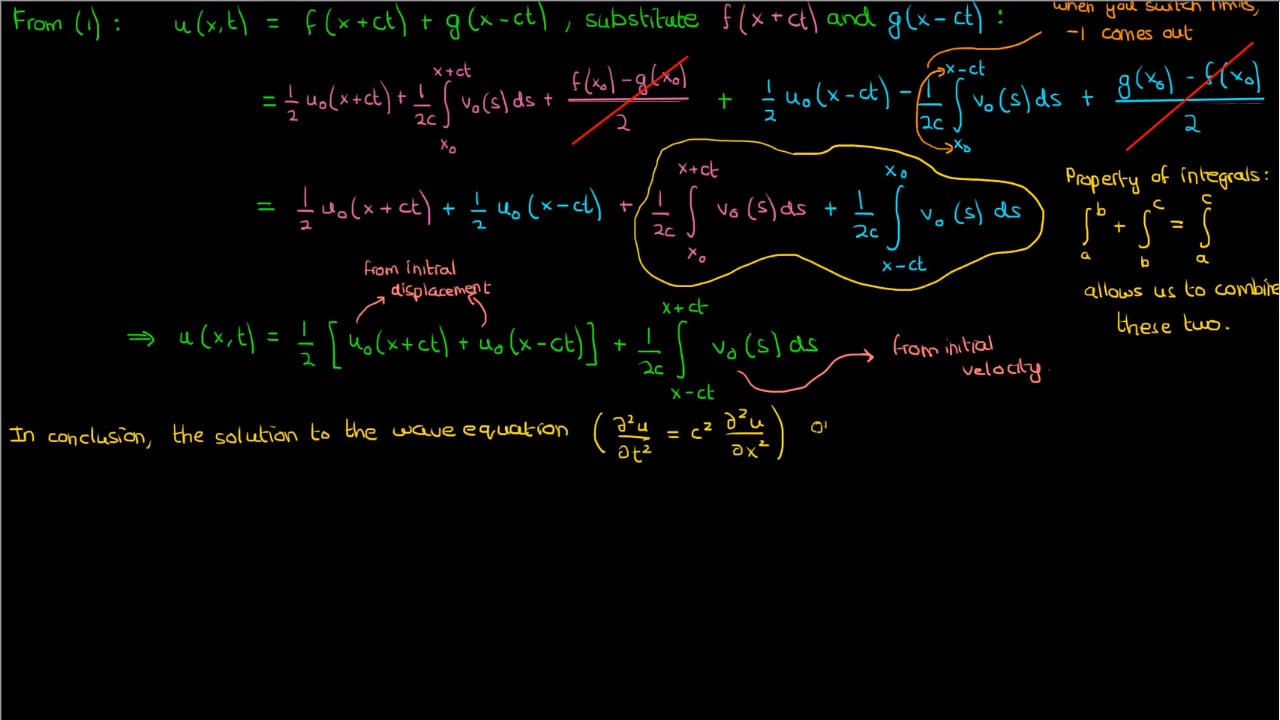 when you switch limits,
-1 comes out
From (1) : u(x,t) = f(x+ct) + g(x-ct) , substitute f(x+ct) and g(x-ct) :
= 1/2 u₀(x+ct) + 1/2c ∫_{x₀}^{x+ct} v₀(s) ds + (f(x₀) - g(x₀))/2 + 1/2 u₀(x-ct) - 1/2c ∫_{x₀}^{x-ct} v₀(s) ds + (g(x₀) - f(x₀))/2
= 1/2 u₀(x+ct) + 1/2 u₀(x-ct) + 1/2c ∫_{x₀}^{x+ct} v₀(s) ds + 1/2c ∫_{x-ct}^{x₀} v₀(s) ds
Property of integrals:
∫_a^b + ∫_b^c = ∫_a^c
allows us to combine
these two.
from initial
displacement
⇒ u(x,t) = 1/2 [u₀(x+ct) + u₀(x-ct)] + 1/2c ∫_{x-ct}^{x+ct} v₀(s) ds
from initial
velocity.
In conclusion, the solution to the wave equation (∂²u/∂t² = c² ∂²u/∂x²)